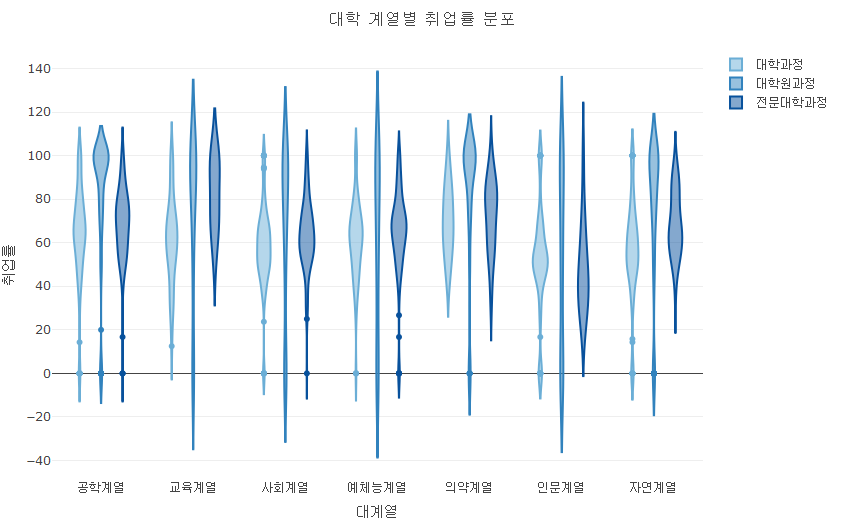 대학 계열별 취업률 분포
대학과정
대학원과정
전문대학과정
취업률
140
120
100
80
60
40
20
0
−20
−40
공학계열 교육계열 사회계열 예체능계열 의약계열 인문계열 자연계열
대계열